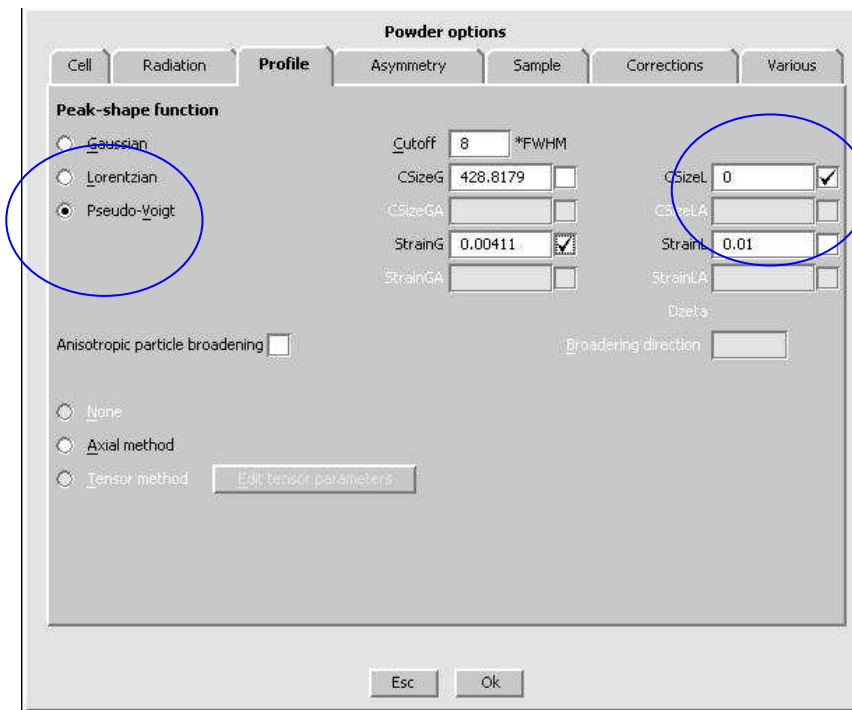 Powder options
Cell Radiation Profile Asymmetry Sample Corrections Various
Peak-shape function
Gaussian Cutoff 8 *FWHM
Lorentzian CSizeG 428.8179 CSizeL 0
Pseudo-Voigt CSizeGA CSizeLA
StrainG 0.00411 StrainL 0.01
StrainGA StrainLA
Dzeta
Anisotropic particle broadening Broadering direction
None
Axial method
Tensor method Edit tensor parameters
Esc Ok